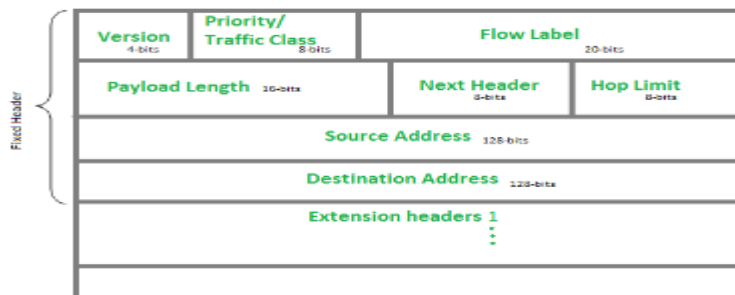 Version
4-bits
Priority/
Traffic Class
8-bits
Flow Label
20-bits
Payload Length 16-bits
Next Header
8-bits
Hop Limit
8-bits
Source Address 128-bits
Destination Address 128-bits
Extension headers 1
Fixed Header